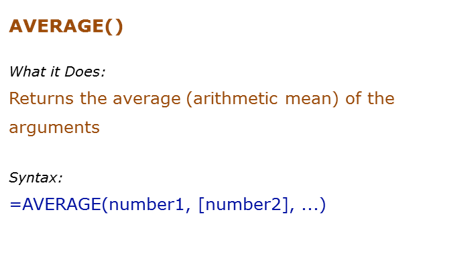 AVERAGE()
What it Does:
Returns the average (arithmetic mean) of the
arguments
Syntax:
=AVERAGE(number1, [number2], ...)